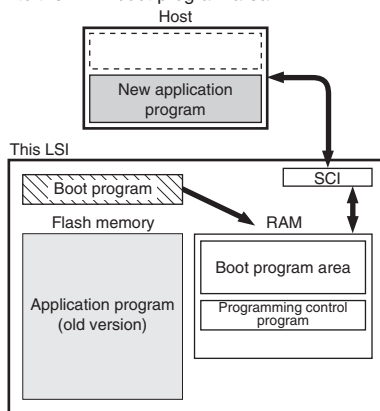 Host
New application
program
This LSI
SCI
Boot program
Flash memory
RAM
Boot program area
Application program
(old version)
Programming control
program